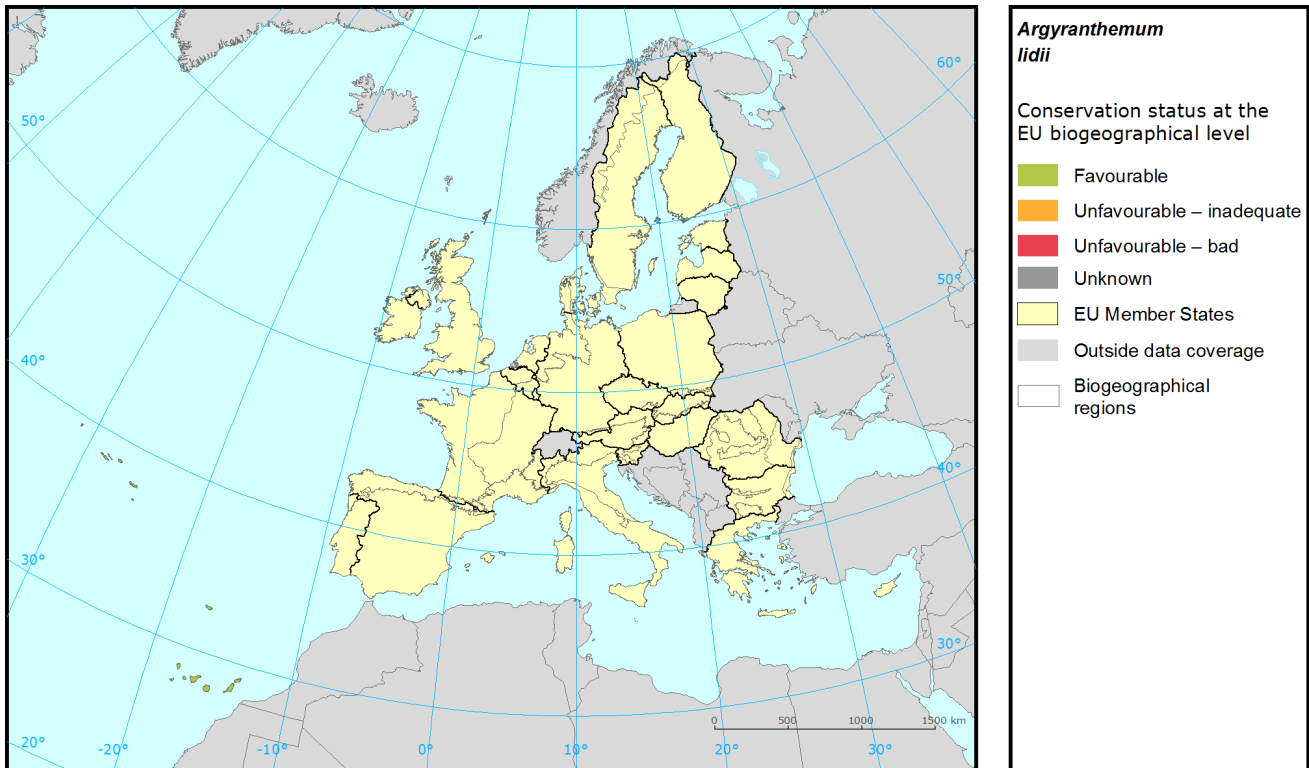 Argyranthemum
lidii
Conservation status at the
EU biogeographical level
Favourable
Unfavourable – inadequate
Unfavourable – bad
Unknown
EU Member States
Outside data coverage
Biogeographical
regions
60°
50°
50°
40°
40°
30°
30°
20°
-20°
-10°
0°
10°
20°
30°
0 500 1000 1500 km